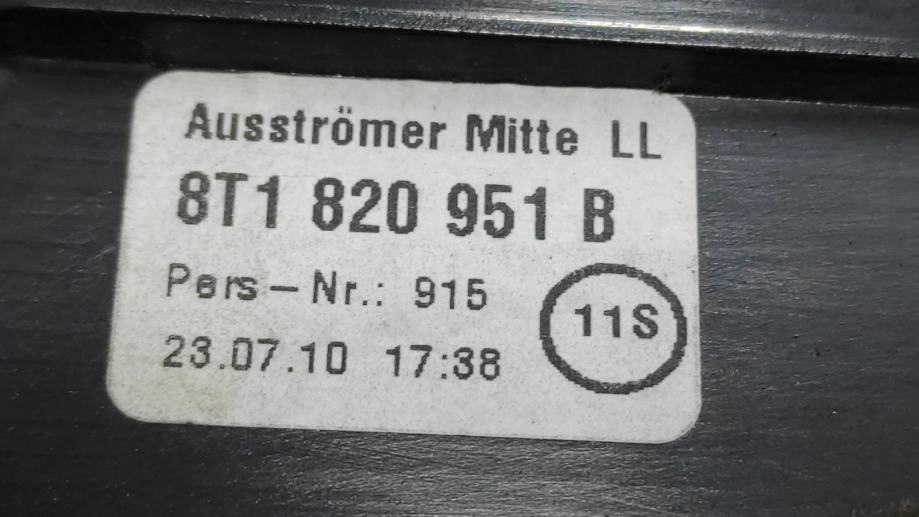 Ausströmer Mitte LL
8T1 820 951 B
Pers-Nr.: 915
11S
23.07.10 17:38